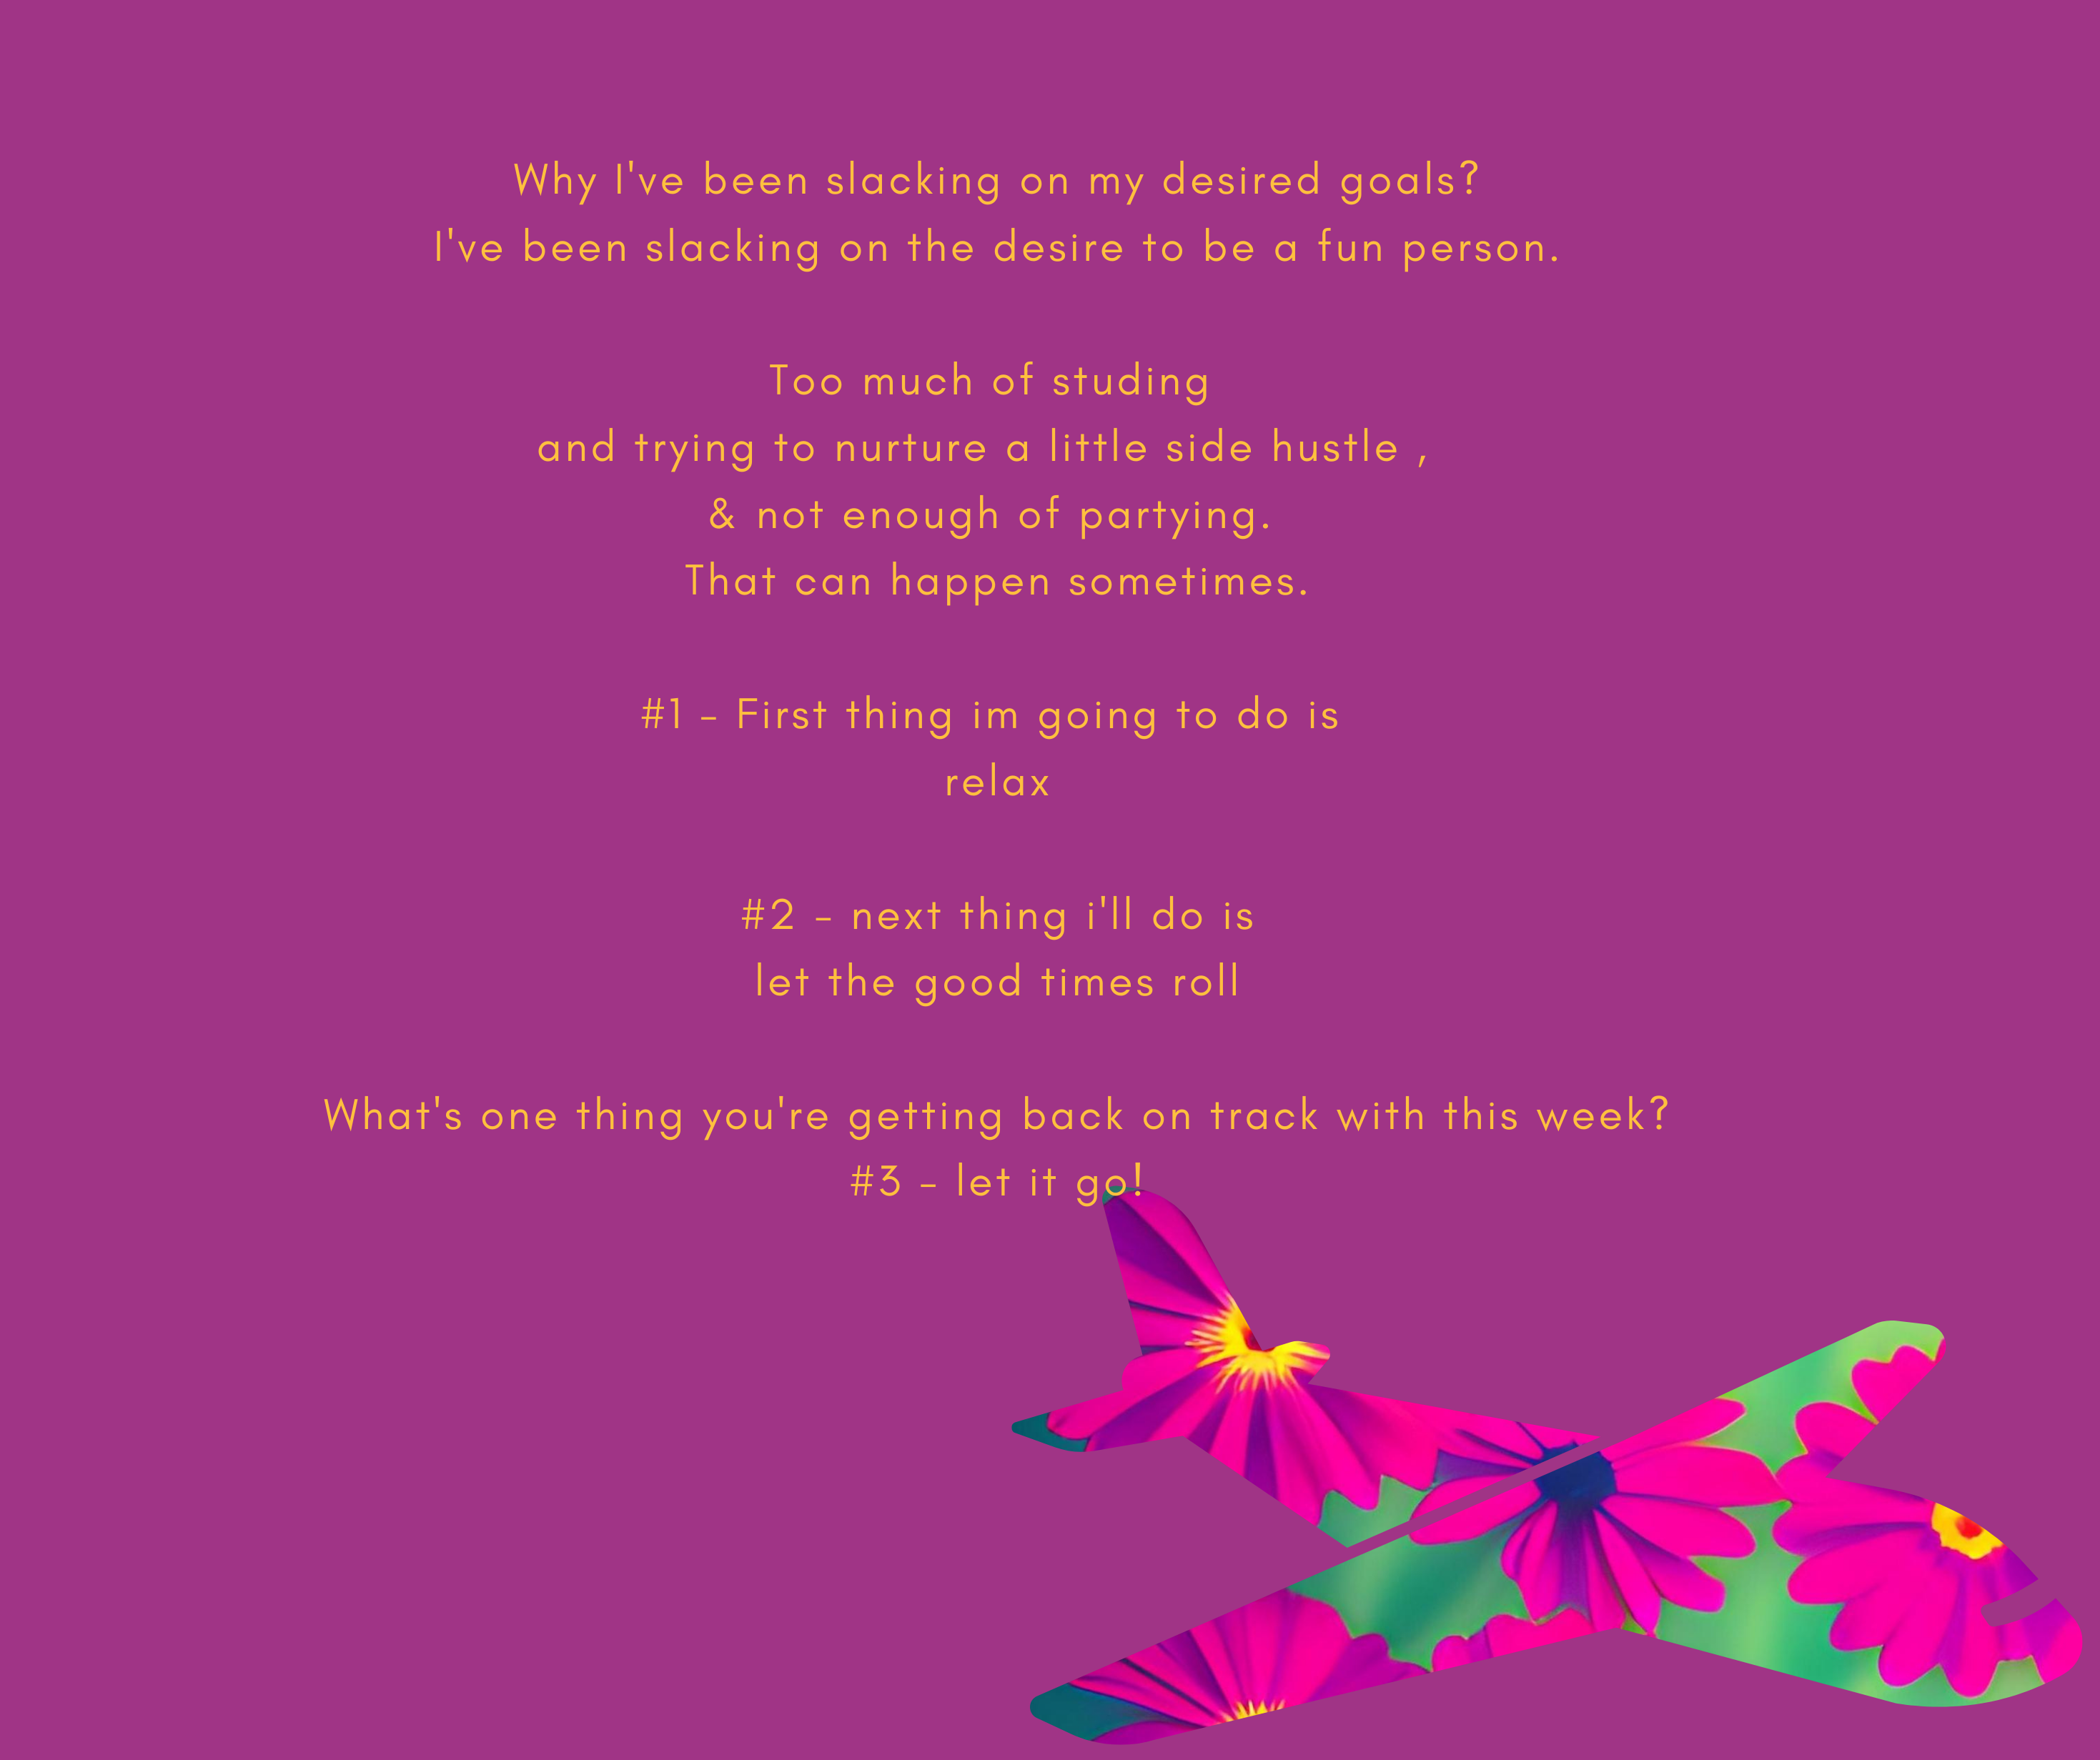 Why I've been slacking on my desired goals?
I've been slacking on the desire to be a fun person.
Too much of studing
and trying to nurture a little side hustle ,
& not enough of partying.
That can happen sometimes.
#1 - First thing im going to do is
relax
#2 - next thing i'll do is
let the good times roll
What's one thing you're getting back on track with this week?
#3 - let it go!